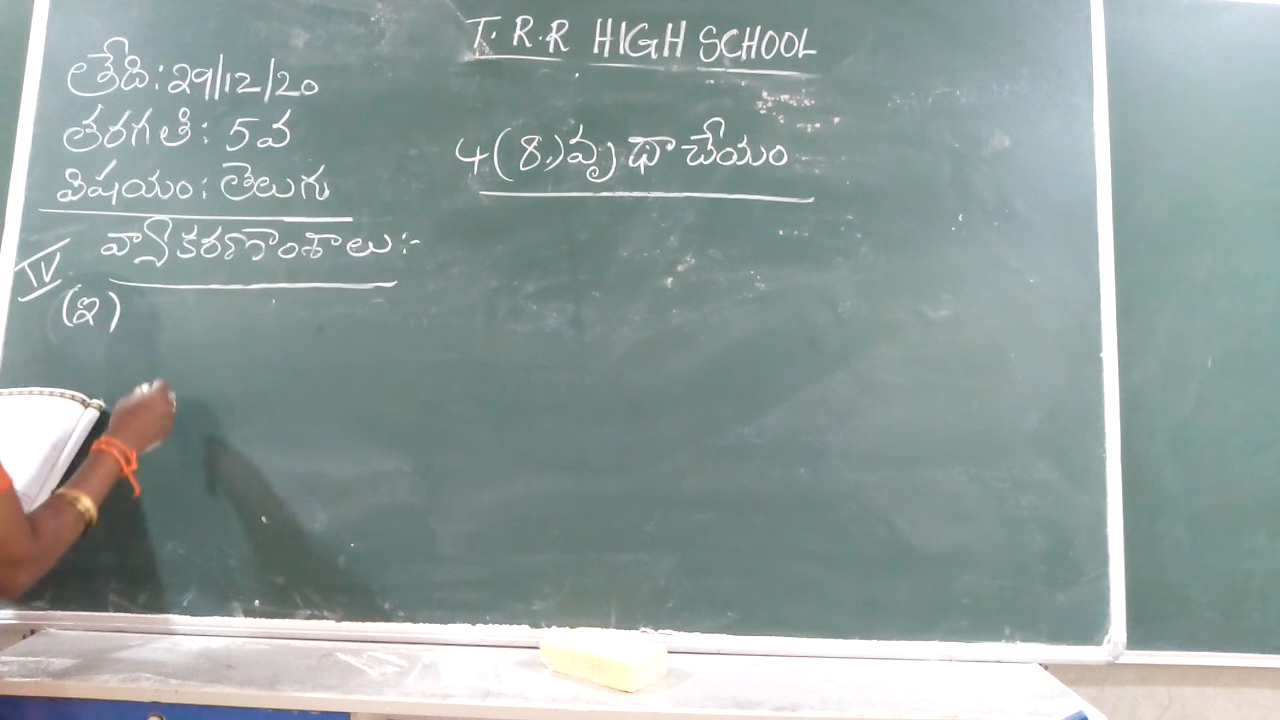 T. R. R HIGH SCHOOL
తేది: 29/12/20
తరగతి: 5వ
విషయం: తెలుగు
4 (8.) వృథా చేయం
వ్యాకరణాంశాలు:-
IV
(ఇ)